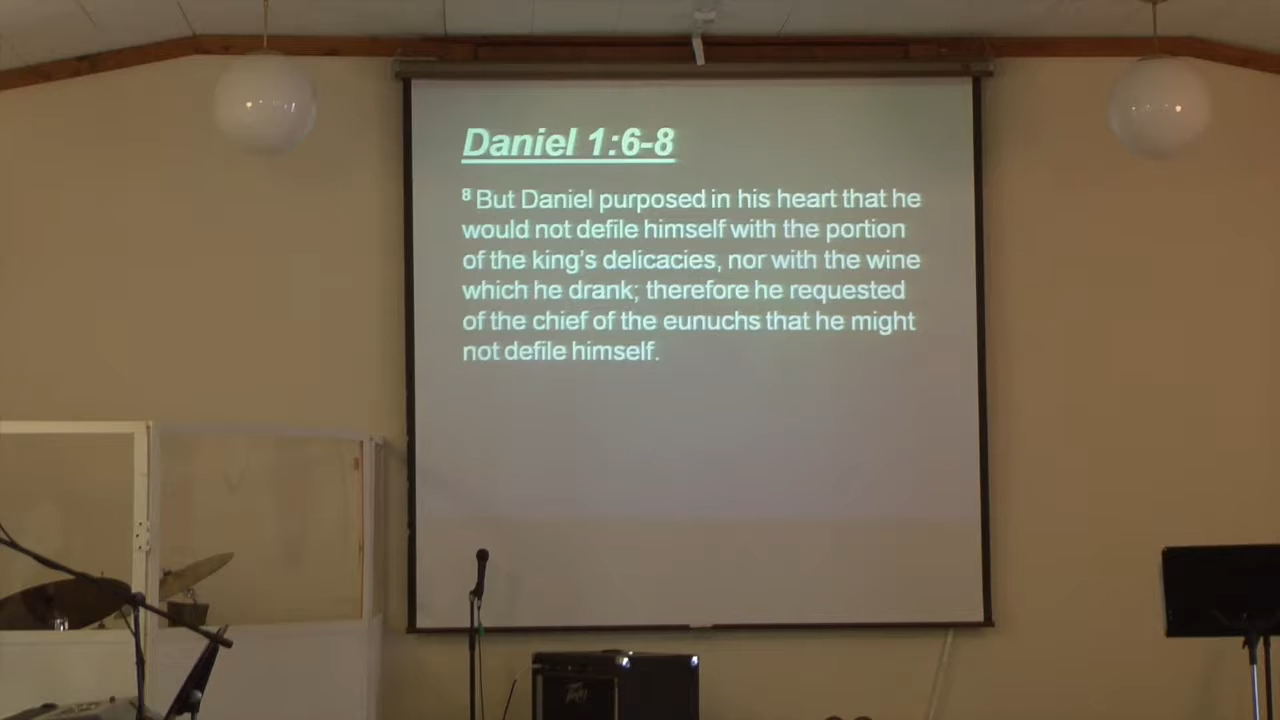 Daniel 1:6-8
8 But Daniel purposed in his heart that he
would not defile himself with the portion
of the king's delicacies, nor with the wine
which he drank; therefore he requested
of the chief of the eunuchs that he might
not defile himself.
Peavey